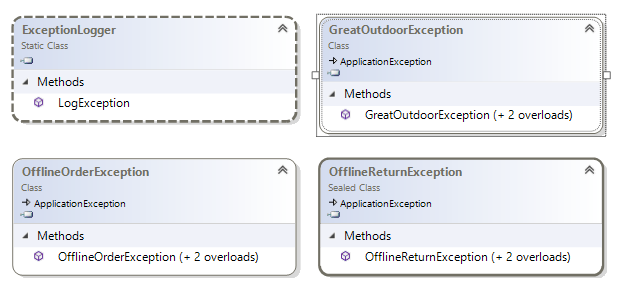 ExceptionLogger
Static Class
Methods
LogException
GreatOutdoorException
Class
ApplicationException
Methods
GreatOutdoorException (+ 2 overloads)
OfflineOrderException
Class
ApplicationException
Methods
OfflineOrderException (+ 2 overloads)
OfflineReturnException
Sealed Class
ApplicationException
Methods
OfflineReturnException (+ 2 overloads)